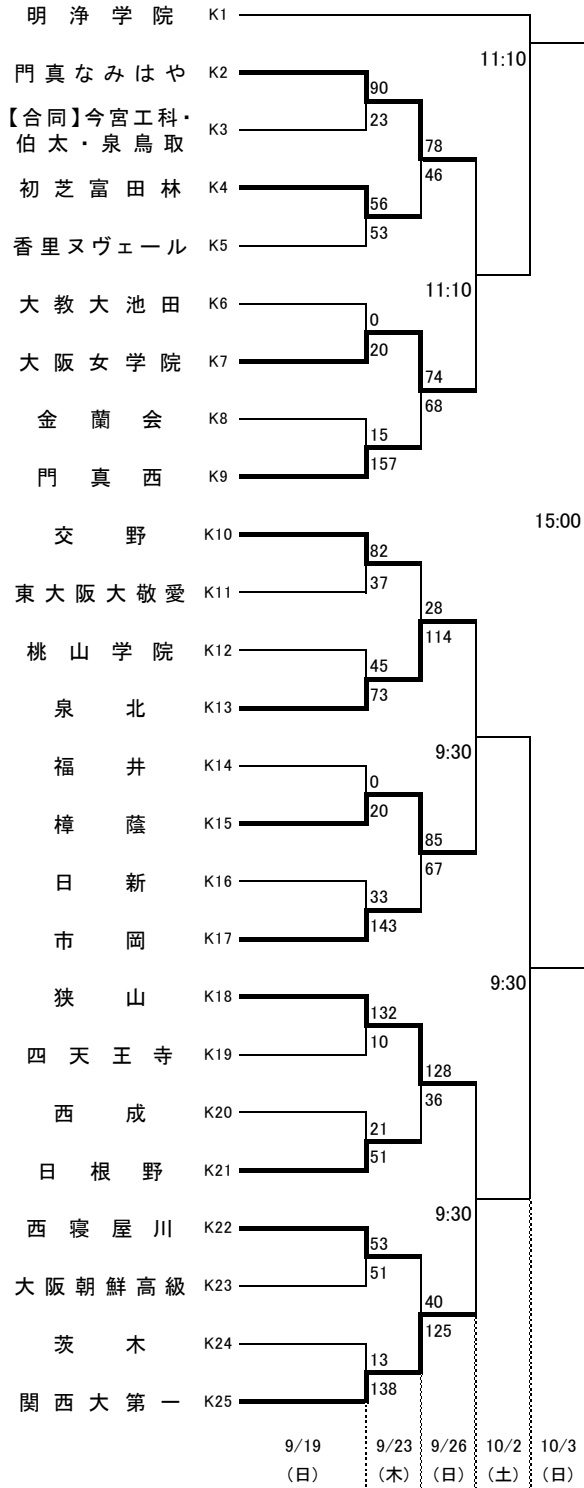 明浄学院 K1
11:10
門真なみはや K2
90
【合同】今宮工科・
伯太・泉鳥取 K3
23
78
46
初芝富田林 K4
56
53
香里ヌヴェール K5
11:10
大教大池田 K6
0
20
大阪女学院 K7
74
68
金蘭会 K8
15
157
門真西 K9
15:00
交野 K10
82
37
東大阪大敬愛 K11
28
114
桃山学院 K12
45
73
泉北 K13
9:30
福井 K14
0
20
樟蔭 K15
85
67
日新 K16
33
143
市岡 K17
9:30
狭山 K18
132
10
四天王寺 K19
128
36
西成 K20
21
51
日根野 K21
9:30
西寝屋川 K22
53
51
大阪朝鮮高級 K23
40
125
茨木 K24
13
138
関西大第一 K25
9/19 9/23 9/26 10/2 10/3
（日） （木） （日） （土） （日）